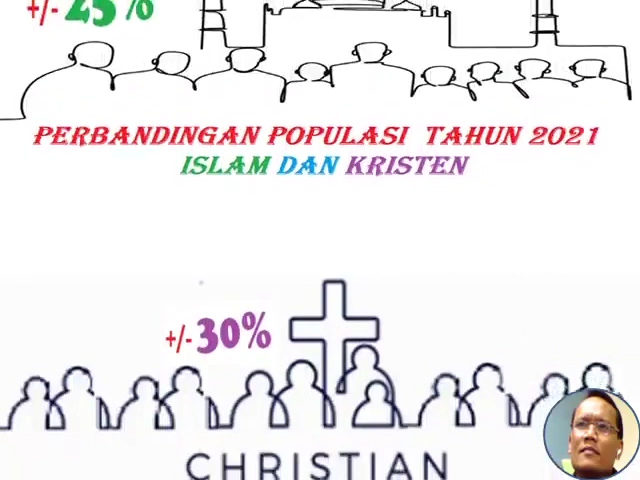 +/- 25%
PERBANDINGAN POPULASI TAHUN 2021
ISLAM DAN KRISTEN
+/- 30%
CHRISTIAN